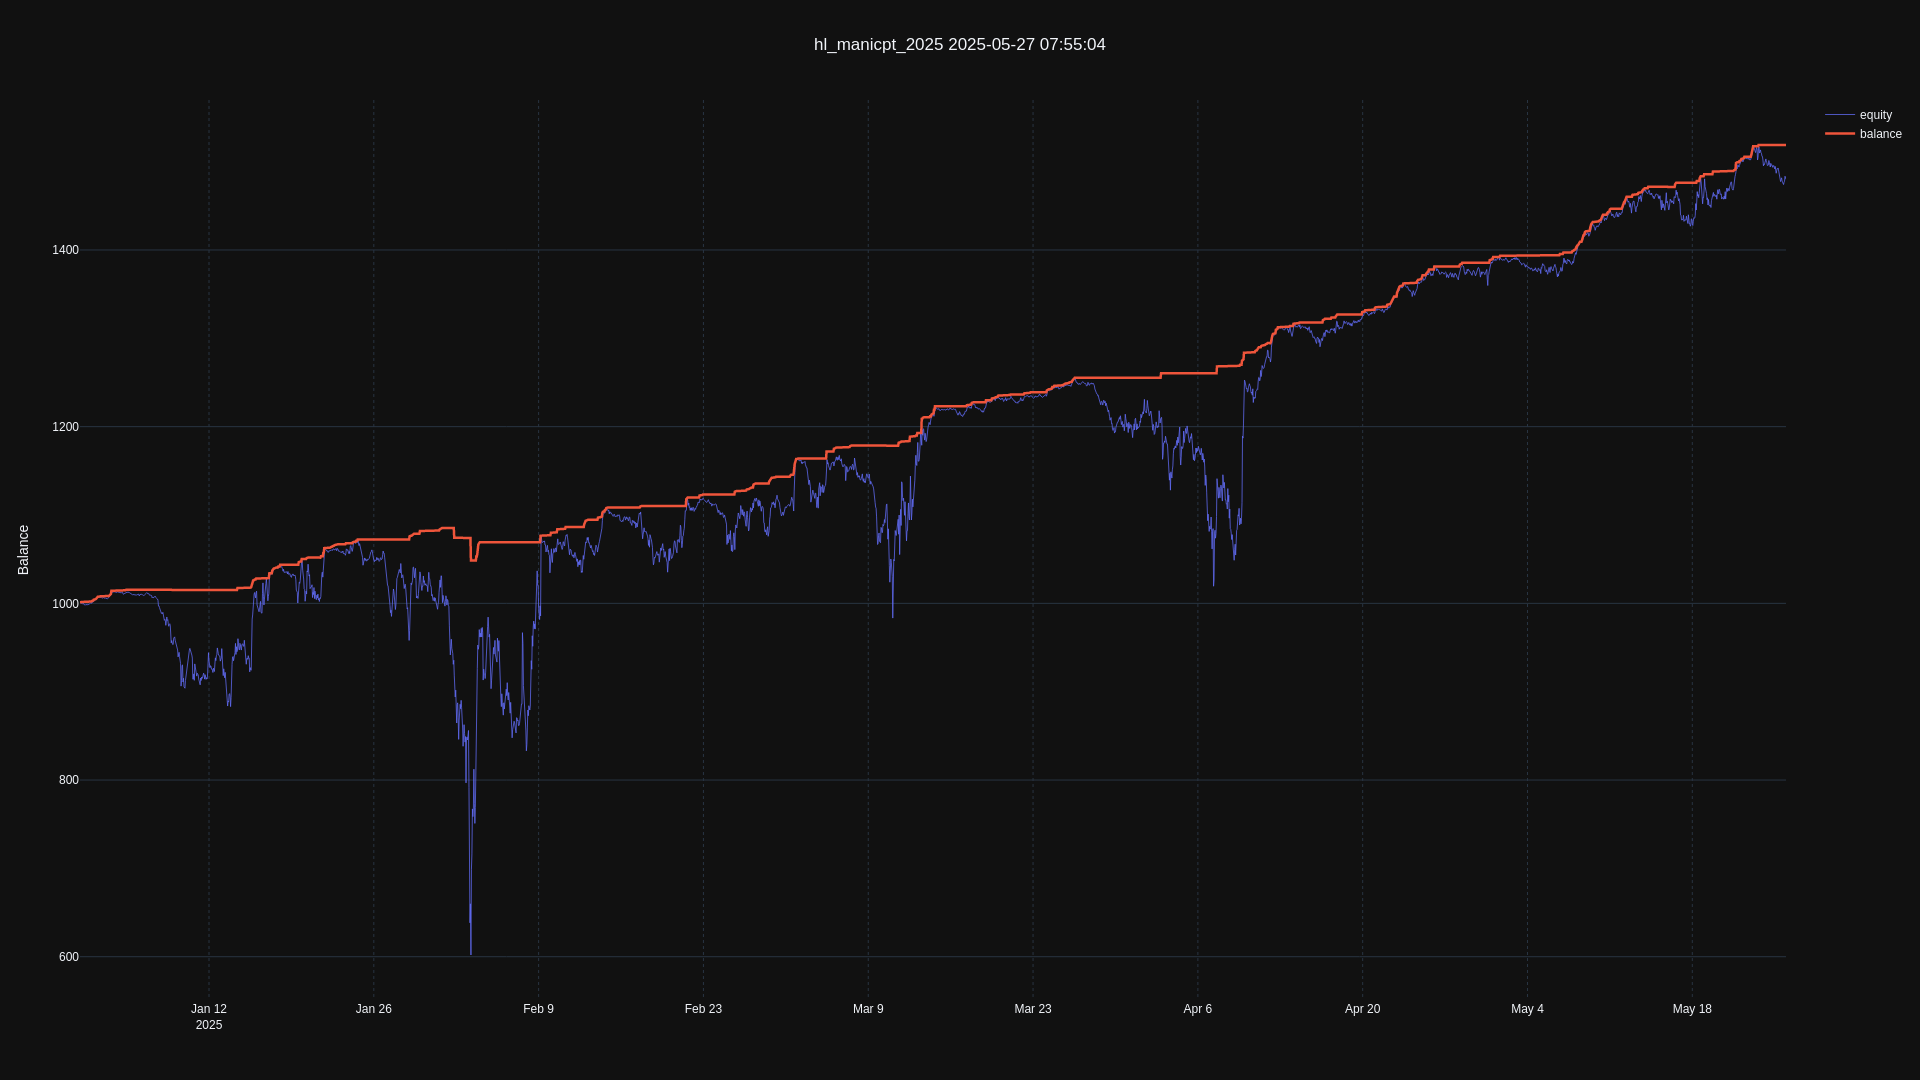 hl_manicpt_2025 2025-05-27 07:55:04
equity
balance
Balance
1400
1200
1000
800
600
Jan 12
2025
Jan 26
Feb 9
Feb 23
Mar 9
Mar 23
Apr 6
Apr 20
May 4
May 18